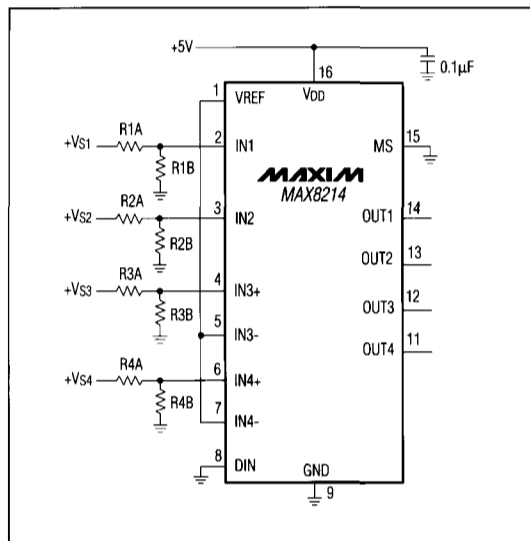 +5V
0.1µF
16
VDD
1
VREF
R1A
+VS1
2
IN1
MS
15
R1B
MAXIM
MAX8214
R2A
+VS2
3
IN2
OUT1
14
R2B
OUT2
13
R3A
+VS3
4
IN3+
R3B
OUT3
12
5
IN3-
OUT4
11
R4A
+VS4
6
IN4+
R4B
7
IN4-
8
DIN
GND
9